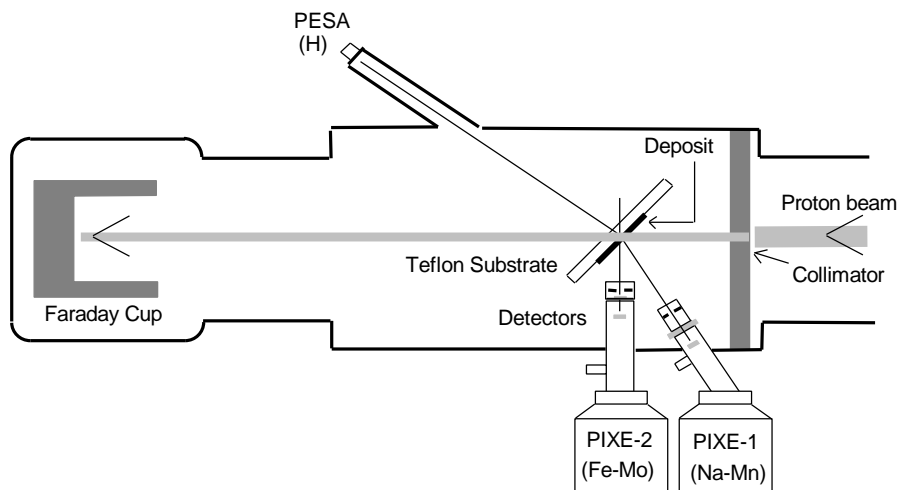 PESA
(H)
Deposit
Proton beam
Teflon Substrate
Collimator
Faraday Cup
Detectors
PIXE-2
(Fe-Mo)
PIXE-1
(Na-Mn)